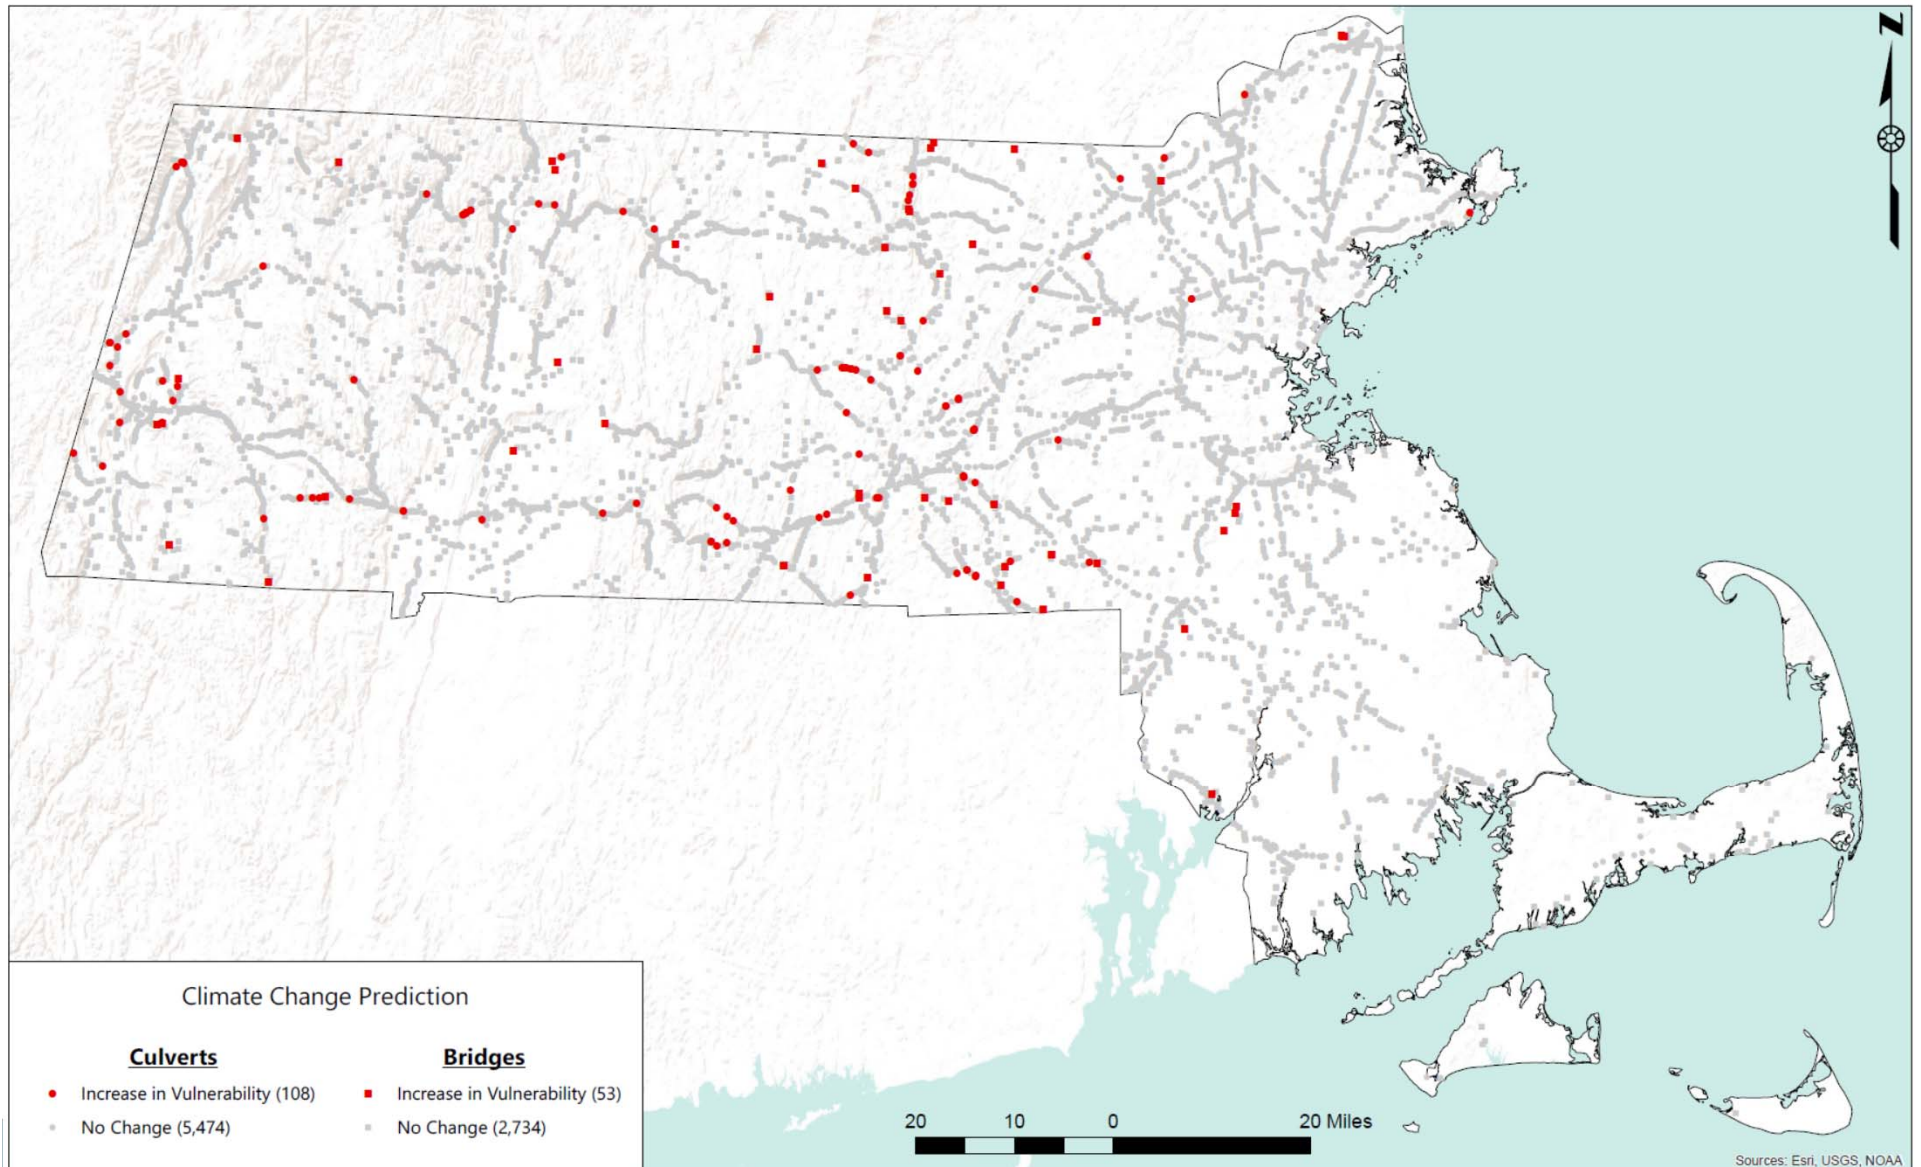 N
Climate Change Prediction
Culverts
Bridges
Increase in Vulnerability (108)
Increase in Vulnerability (53)
No Change (5,474)
No Change (2,734)
20 10 0 20 Miles
Sources: Esri, USGS, NOAA